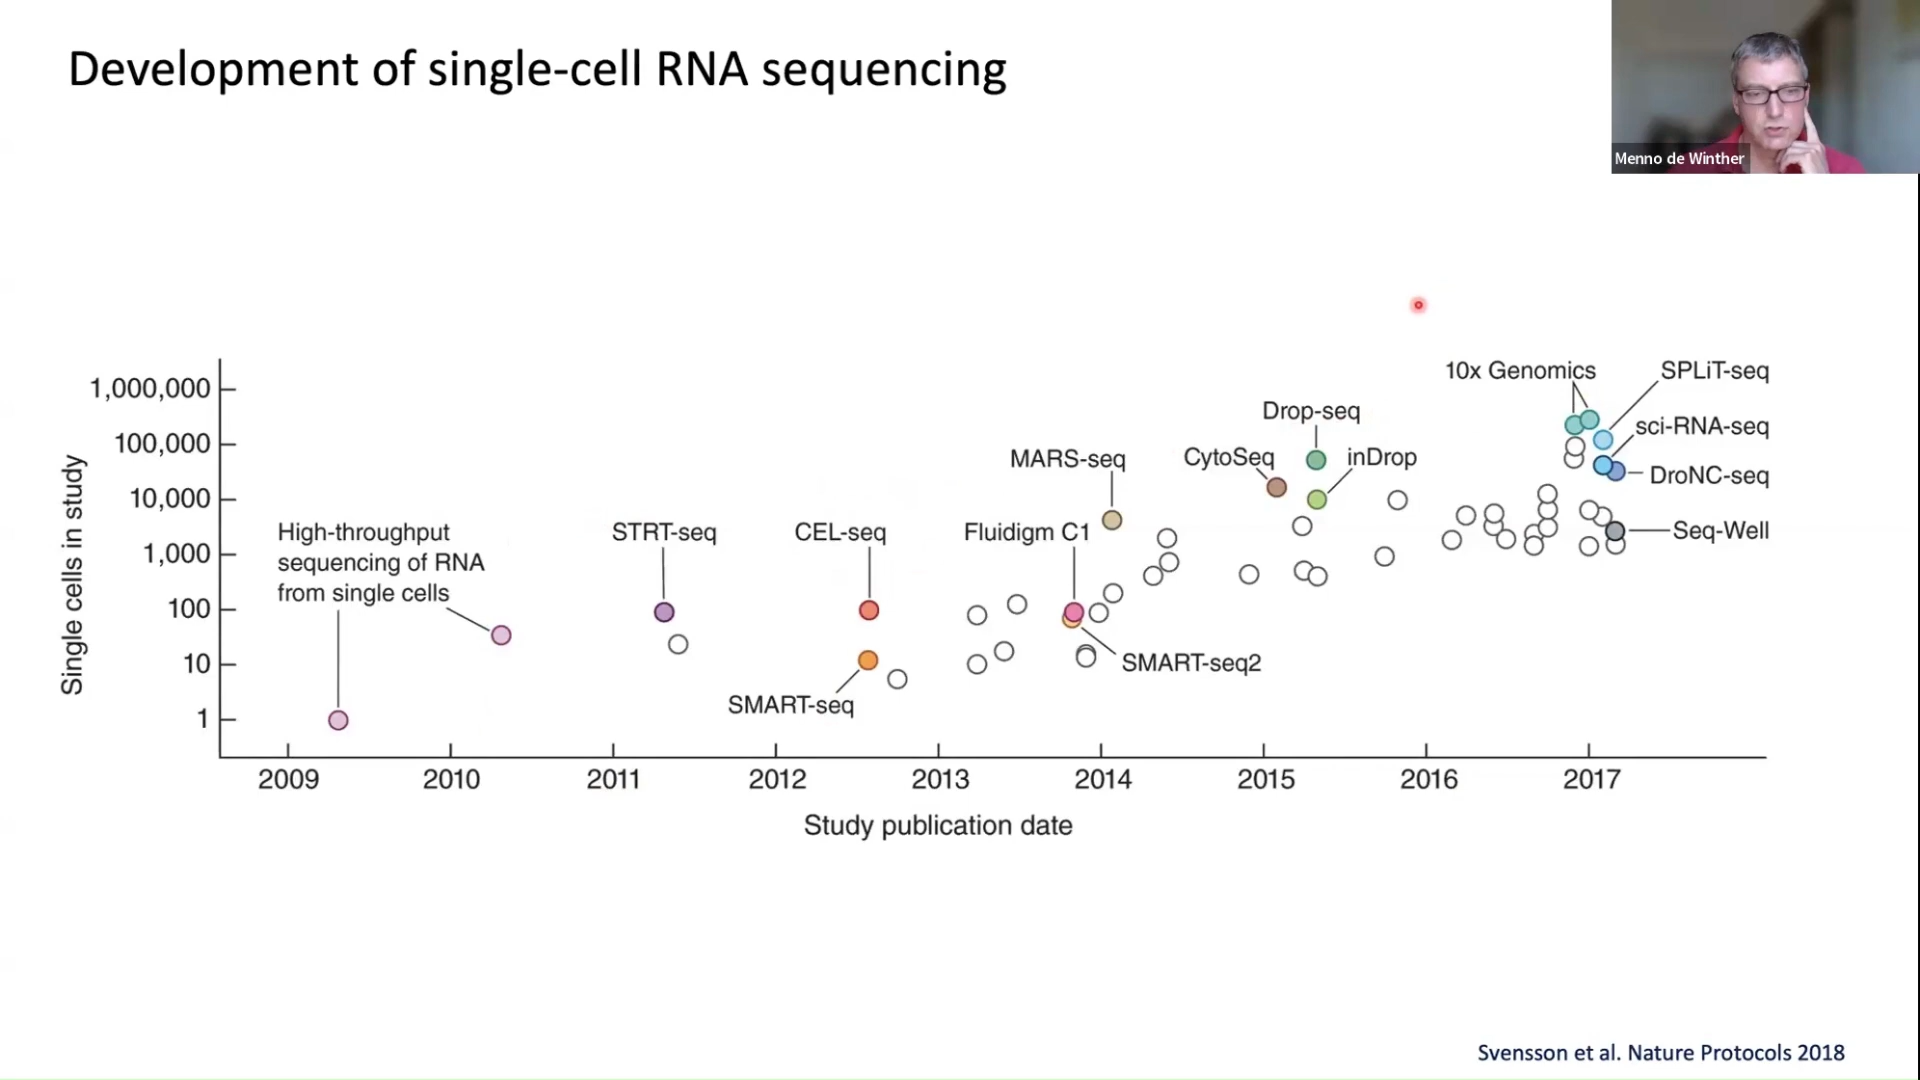 Development of single-cell RNA sequencing
Menno de Winther
Single cells in study
1,000,000
100,000
10,000
1,000
100
10
1
High-throughput
sequencing of RNA
from single cells
STRT-seq
CEL-seq
SMART-seq
Fluidigm C1
SMART-seq2
MARS-seq
CytoSeq
Drop-seq
inDrop
10x Genomics
SPLiT-seq
sci-RNA-seq
DroNC-seq
Seq-Well
2009
2010
2011
2012
2013
2014
2015
2016
2017
Study publication date
Svensson et al. Nature Protocols 2018